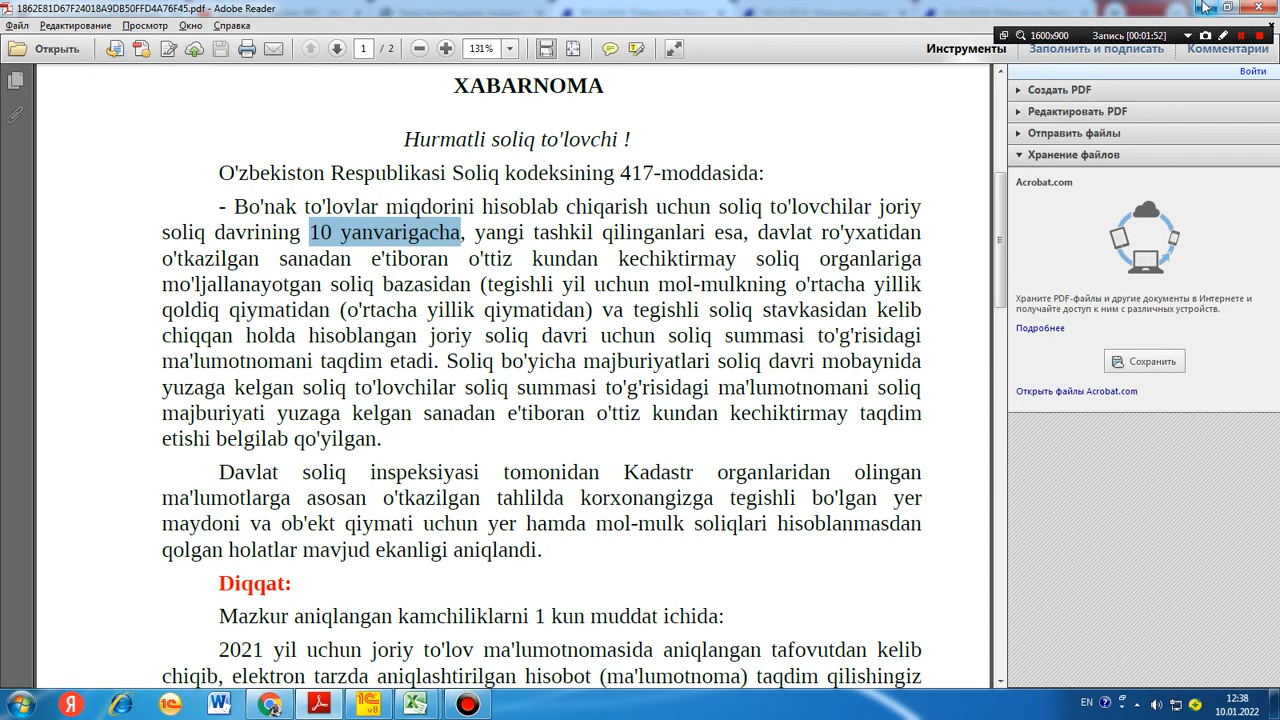 1862E81D67F24018A9DB50FFD4A76F45.pdf - Adobe Reader
Файл Редактирование Просмотр Окно Справка
1600x900 Запись [00:01:52]
Открыть 1 / 2 131% Инструменты Заполнить и подписать Комментарии
XABARNOMA
Hurmatli soliq to'lovchi !
O'zbekiston Respublikasi Soliq kodeksining 417-moddasida:
- Bo'nak to'lovlar miqdorini hisoblab chiqarish uchun soliq to'lovchilar joriy
soliq davrining 10 yanvarigacha, yangi tashkil qilinganlari esa, davlat ro'yxatidan
o'tkazilgan sanadan e'tiboran o'ttiz kundan kechiktirmay soliq organlariga
mo'ljallanayotgan soliq bazasidan (tegishli yil uchun mol-mulkning o'rtacha yillik
qoldiq qiymatidan (o'rtacha yillik qiymatidan) va tegishli soliq stavkasidan kelib
chiqqan holda hisoblangan joriy soliq davri uchun soliq summasi to'g'risidagi
ma'lumotnomani taqdim etadi. Soliq bo'yicha majburiyatlari soliq davri mobaynida
yuzaga kelgan soliq to'lovchilar soliq summasi to'g'risidagi ma'lumotnomani soliq
majburiyati yuzaga kelgan sanadan e'tiboran o'ttiz kundan kechiktirmay taqdim
etishi belgilab qo'yilgan.
Davlat soliq inspeksiyasi tomonidan Kadastr organlaridan olingan
ma'lumotlarga asosan o'tkazilgan tahlilda korxonangizga tegishli bo'lgan yer
maydoni va ob'ekt qiymati uchun yer hamda mol-mulk soliqlari hisoblanmasdan
qolgan holatlar mavjud ekanligi aniqlandi.
Diqqat:
Mazkur aniqlangan kamchiliklarni 1 kun muddat ichida:
2021 yil uchun joriy to'lov ma'lumotnomasida aniqlangan tafovutdan kelib
chiqib, elektron tarzda aniqlashtirilgan hisobot (ma'lumotnoma) taqdim qilishingiz
Войти
Создать PDF
Редактировать PDF
Отправить файлы
Хранение файлов
Acrobat.com
Храните PDF-файлы и другие документы в Интернете и
получайте доступ к ним с различных устройств.
Подробнее
Сохранить
Открыть файлы Acrobat.com
EN 12:38
10.01.2022